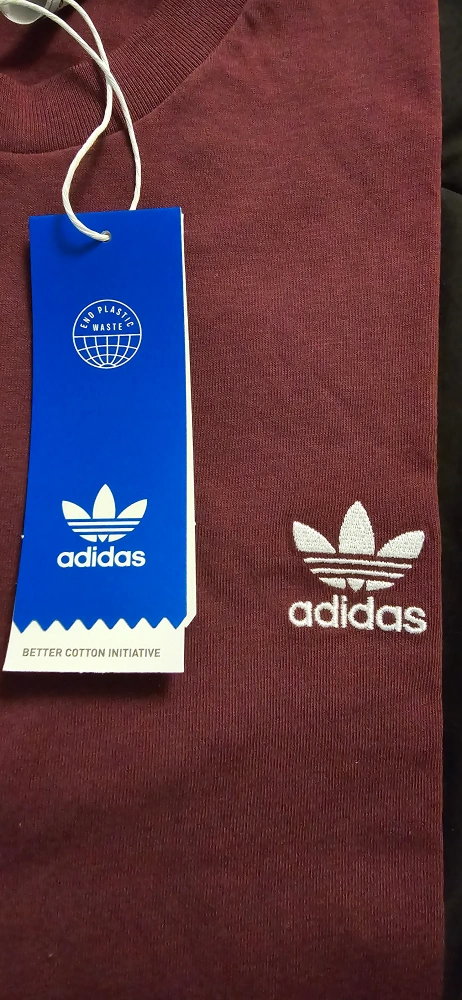 END PLASTIC
WASTE
adidas
BETTER COTTON INITIATIVE
adidas